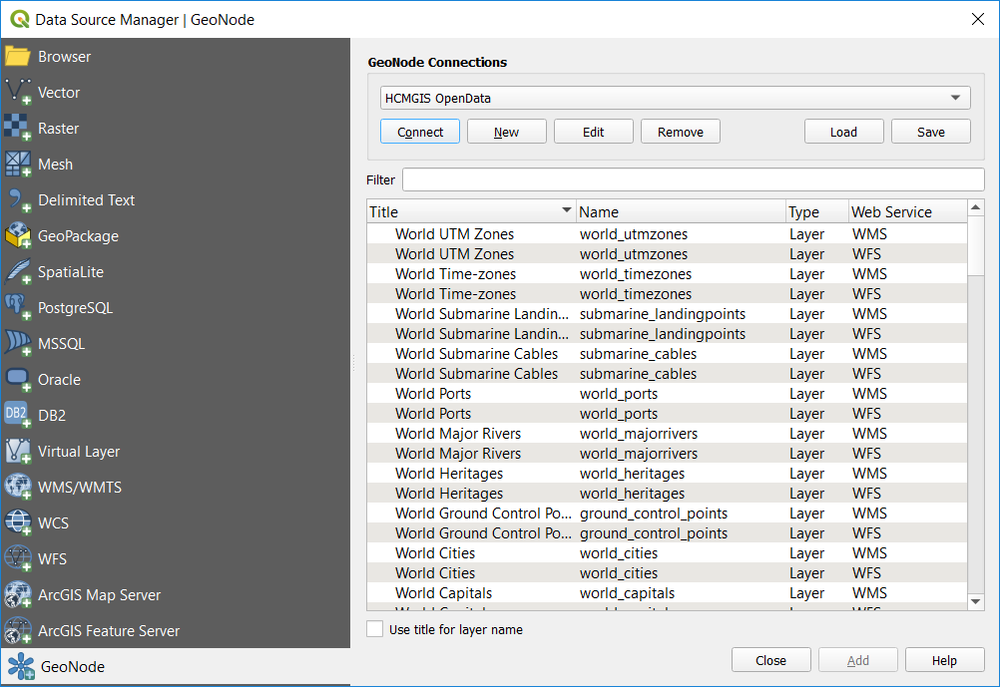 Data Source Manager | GeoNode
Browser
Vector
Raster
Mesh
Delimited Text
GeoPackage
SpatiaLite
PostgreSQL
MSSQL
Oracle
DB2 DB2
Virtual Layer
WMS/WMTS
WCS
WFS
ArcGIS Map Server
ArcGIS Feature Server
GeoNode
GeoNode Connections
HCMGIS OpenData
Connect New Edit Remove Load Save
Filter
Title Name Type Web Service
World UTM Zones world_utmzones Layer WMS
World UTM Zones world_utmzones Layer WFS
World Time-zones world_timezones Layer WMS
World Time-zones world_timezones Layer WFS
World Submarine Landin... submarine_landingpoints Layer WMS
World Submarine Landin... submarine_landingpoints Layer WFS
World Submarine Cables submarine_cables Layer WMS
World Submarine Cables submarine_cables Layer WFS
World Ports world_ports Layer WMS
World Ports world_ports Layer WFS
World Major Rivers world_majorrivers Layer WMS
World Major Rivers world_majorrivers Layer WFS
World Heritages world_heritages Layer WMS
World Heritages world_heritages Layer WFS
World Ground Control Po... ground_control_points Layer WMS
World Ground Control Po... ground_control_points Layer WFS
World Cities world_cities Layer WMS
World Cities world_cities Layer WFS
World Capitals world_capitals Layer WMS
Use title for layer name
Close Add Help